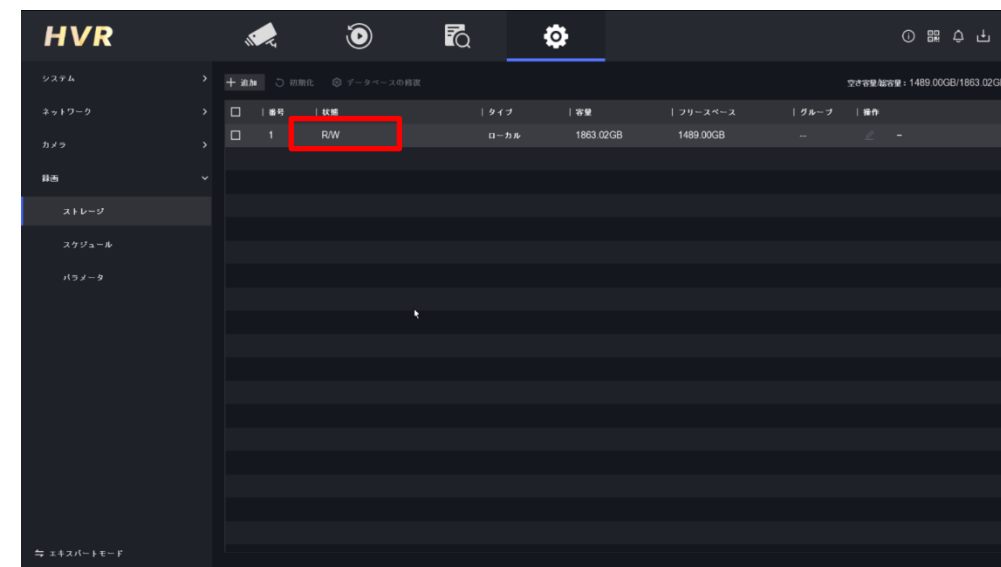 HVR
システム
ネットワーク
カメラ
録画
ストレージ
スケジュール
パラメータ
エキスパートモード
追加 初期化 データベースの修復
空き容量/総容量：1489.00GB/1863.02G
番号 状態 タイプ 容量 フリースペース グループ 操作
1 R/W ローカル 1863.02GB 1489.00GB -- -